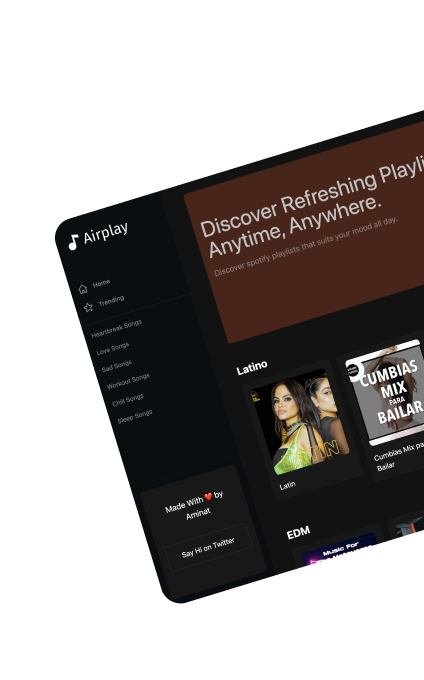 Airplay
Home
Trending
Heartbreak Songs
Love Songs
Sad Songs
Workout Songs
Chill Songs
Sleep Songs
Made With ❤️ by
Aminat
Say Hi on Twitter
Discover Refreshing Playli
Anytime, Anywhere.
Discover spotify playlists that suits your mood all day.
Latino
LATIN
Latin
CUMBIAS
MIX
PARA
BAILAR
Cumbias Mix pa
Bailar
EDM
Music For